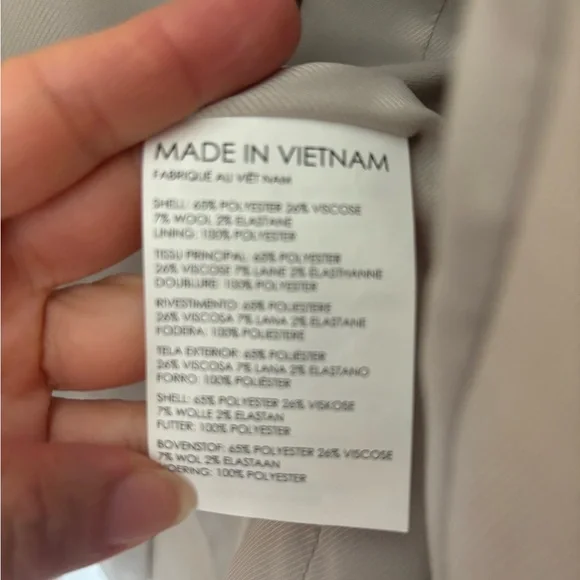 MADE IN VIETNAM
FABRIQUÉ AU VIÊT NAM
SHELL: 65% POLYESTER 26% VISCOSE
7% WOOL 2% ELASTANE
LINING: 100% POLYESTER
TISSU PRINCIPAL: 65% POLYESTER
26% VISCOSE 7% LAINE 2% ELASTHANNE
DOUBLURE: 100% POLYESTER
RIVESTIMENTO: 65% POLIESTERE
26% VISCOSA 7% LANA 2% ELASTANE
FODERA: 100% POLIESTERE
TELA EXTERIOR: 65% POLIÉSTER
26% VISCOSA 7% LANA 2% ELASTANO
FORRO: 100% POLIÉSTER
SHELL: 65% POLYESTER 26% VISKOSE
7% WOLLE 2% ELASTAN
FUTTER: 100% POLYESTER
BOVENSTOF: 65% POLYESTER 26% VISCOSE
7% WOL 2% ELASTAAN
VOERING: 100% POLYESTER